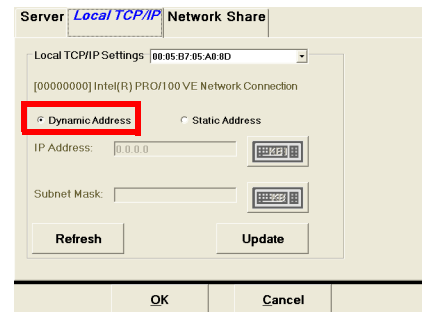 Server Local TCP/IP Network Share
Local TCP/IP Settings 00:05:B7:05:A0:8D
[00000000] Intel(R) PRO/100 VE Network Connection
Dynamic Address Static Address
IP Address: 0.0.0.0
Subnet Mask:
Refresh Update
OK Cancel